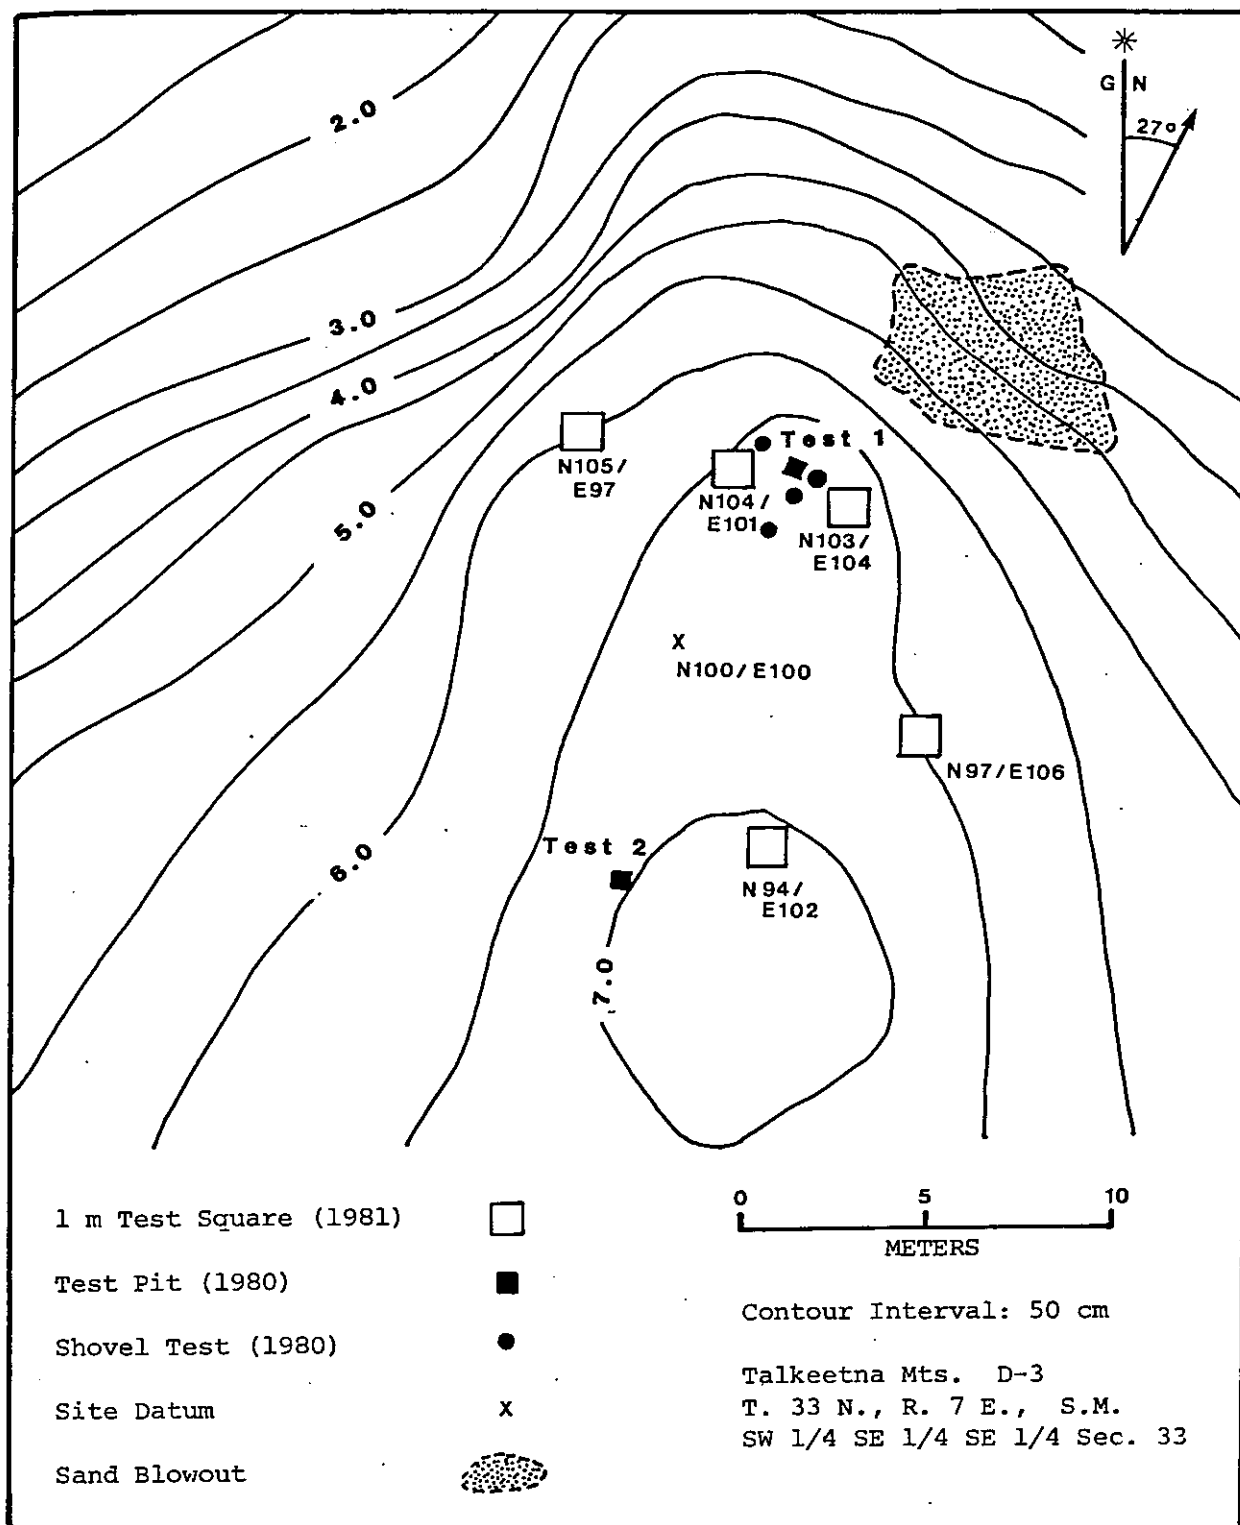 2.0
G N
27°
3.0
4.0
Test 1
N105/
E97
N104/
E101
5.0
N103/
E104
X
N100/E100
N97/E106
Test 2
6.0
N94/
E102
7.0
0 5 10
METERS
1 m Test Square (1981)
Test Pit (1980)
Shovel Test (1980)
Site Datum X
Sand Blowout
Contour Interval: 50 cm
Talkeetna Mts. D-3
T. 33 N., R. 7 E., S.M.
SW 1/4 SE 1/4 SE 1/4 Sec. 33